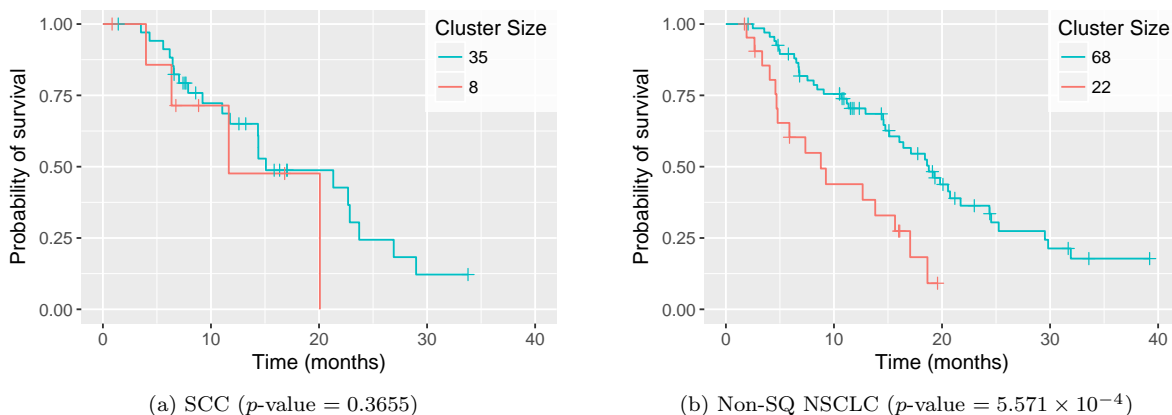 Cluster Size
35
8
1.00
0.75
0.50
0.25
0.00
Probability of survival
0 10 20 30 40
Time (months)
(a) SCC (p-value = 0.3655)
Cluster Size
68
22
1.00
0.75
0.50
0.25
0.00
Probability of survival
0 10 20 30 40
Time (months)
(b) Non-SQ NSCLC (p-value = 5.571 × 10⁻⁴)